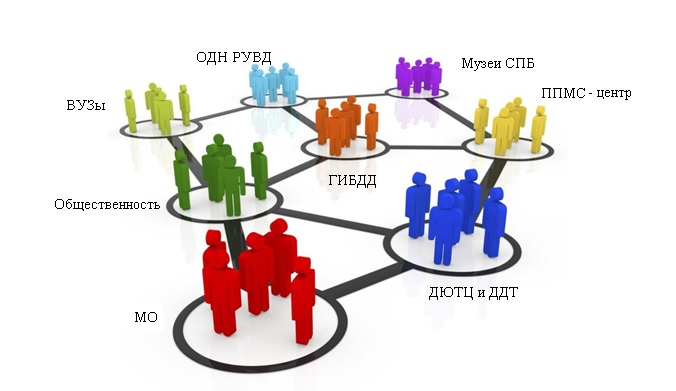 ОДН РУВД
Музеи СПБ
ППМС - центр
ВУЗы
ГИБДД
Общественность
ДЮТЦ и ДДТ
МО